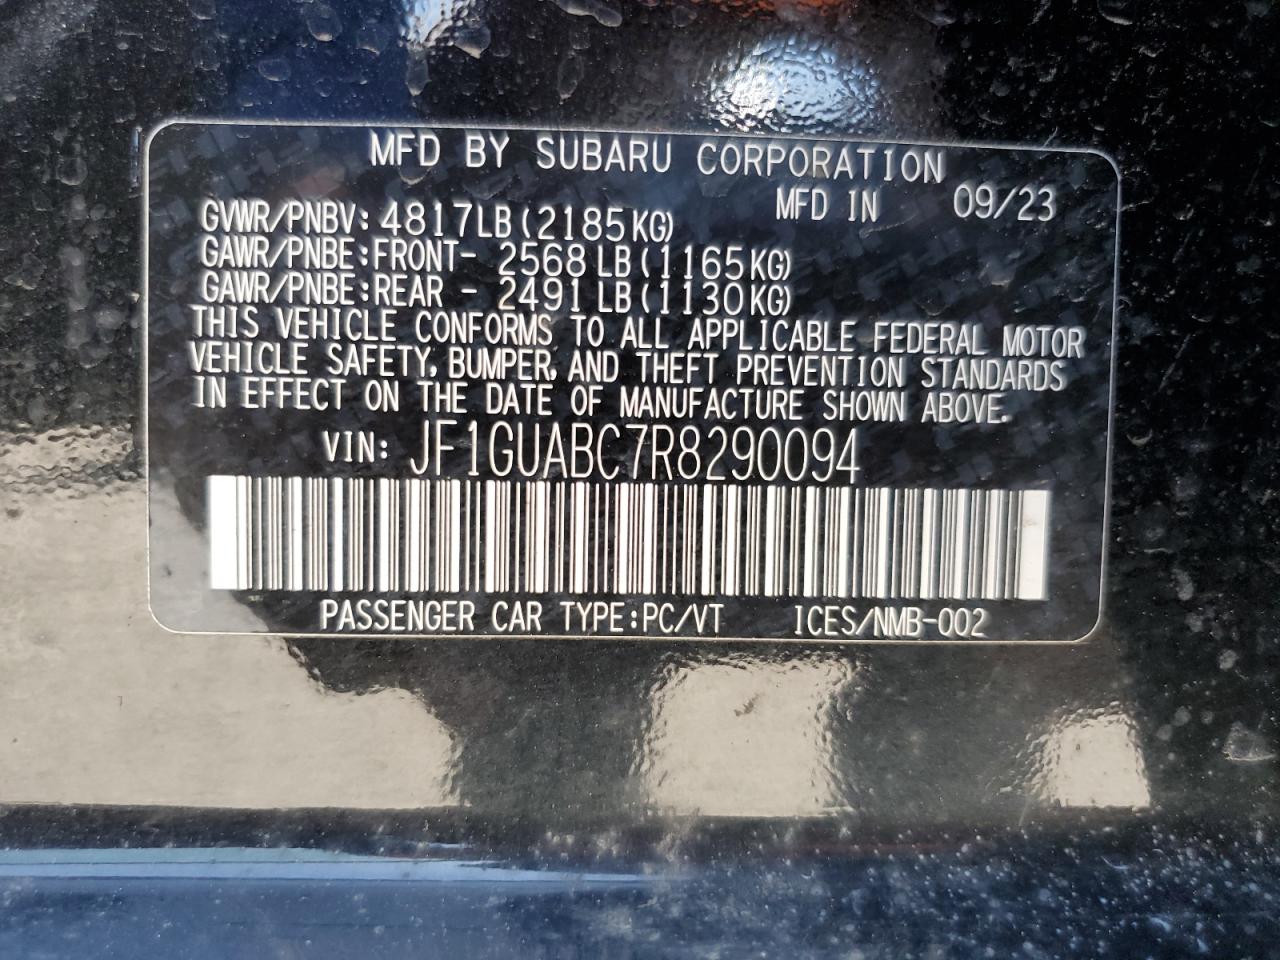 MFD BY SUBARU CORPORATION
MFD IN 09/23
GVWR/PNBV: 4817LB (2185KG)
GAWR/PNBE: FRONT- 2568 LB (1165KG)
GAWR/PNBE: REAR - 2491 LB (1130KG)
THIS VEHICLE CONFORMS TO ALL APPLICABLE FEDERAL MOTOR
VEHICLE SAFETY, BUMPER, AND THEFT PREVENTION STANDARDS
IN EFFECT ON THE DATE OF MANUFACTURE SHOWN ABOVE.
VIN: JF1GUABC7R8290094
PASSENGER CAR TYPE:PC/VT ICES/NMB-002